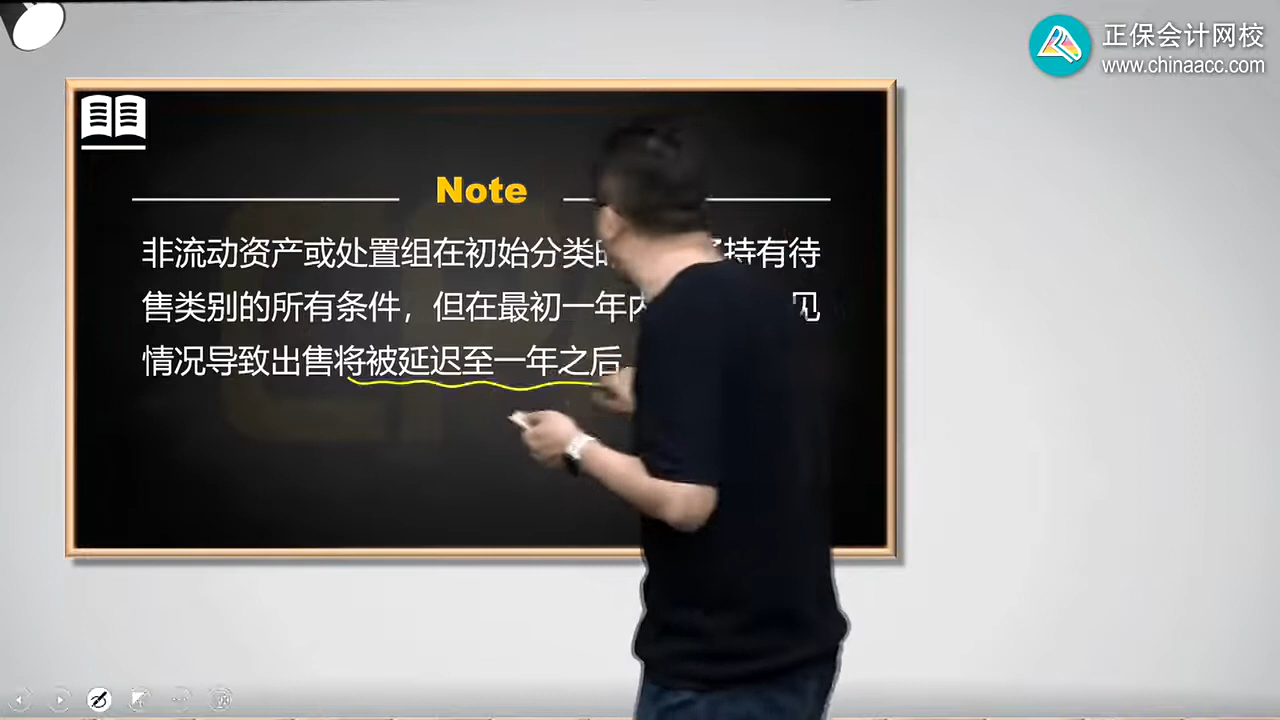 正保会计网校
www.chinaacc.com
Note
非流动资产或处置组在初始分类 持有待
售类别的所有条件，但在最初一年内 见
情况导致出售将被延迟至一年之后